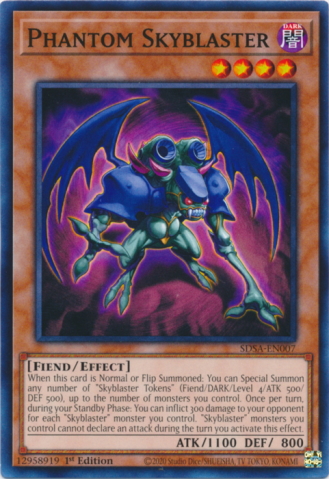 PHANTOM SKYBLASTER
DARK
闇
SDSA-EN007
[FIEND/EFFECT]
When this card is Normal or Flip Summoned: You can Special Summon
any number of "Skyblaster Tokens" (Fiend/DARK/Level 4/ATK 500/
DEF 500), up to the number of monsters you control. Once per turn,
during your Standby Phase: You can inflict 300 damage to your opponent
for each "Skyblaster" monster you control. "Skyblaster" monsters you
control cannot declare an attack during the turn you activate this effect.
ATK/1100 DEF/ 800
12958919 1st Edition
©2020 Studio Dice/SHUEISHA, TV TOKYO, KONAMI